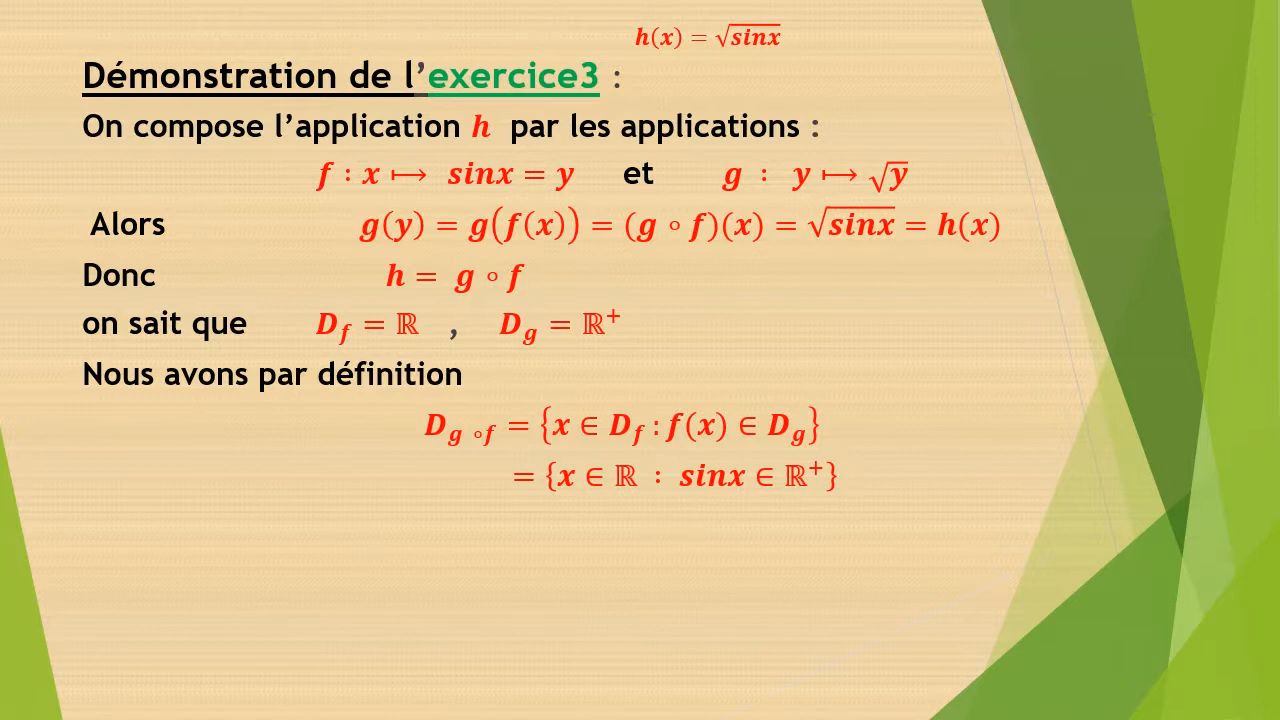 h(x) = √sinx
Démonstration de l’exercice3 :
On compose l’application h par les applications :
f : x ⟼ sinx = y et g : y ⟼ √y
Alors g(y) = g(f(x)) = (g ∘ f)(x) = √sinx = h(x)
Donc h = g ∘ f
on sait que D_f = ℝ , D_g = ℝ⁺
Nous avons par définition
D_{g ∘f} = {x ∈ D_f : f(x) ∈ D_g}
= {x ∈ ℝ : sinx ∈ ℝ⁺}